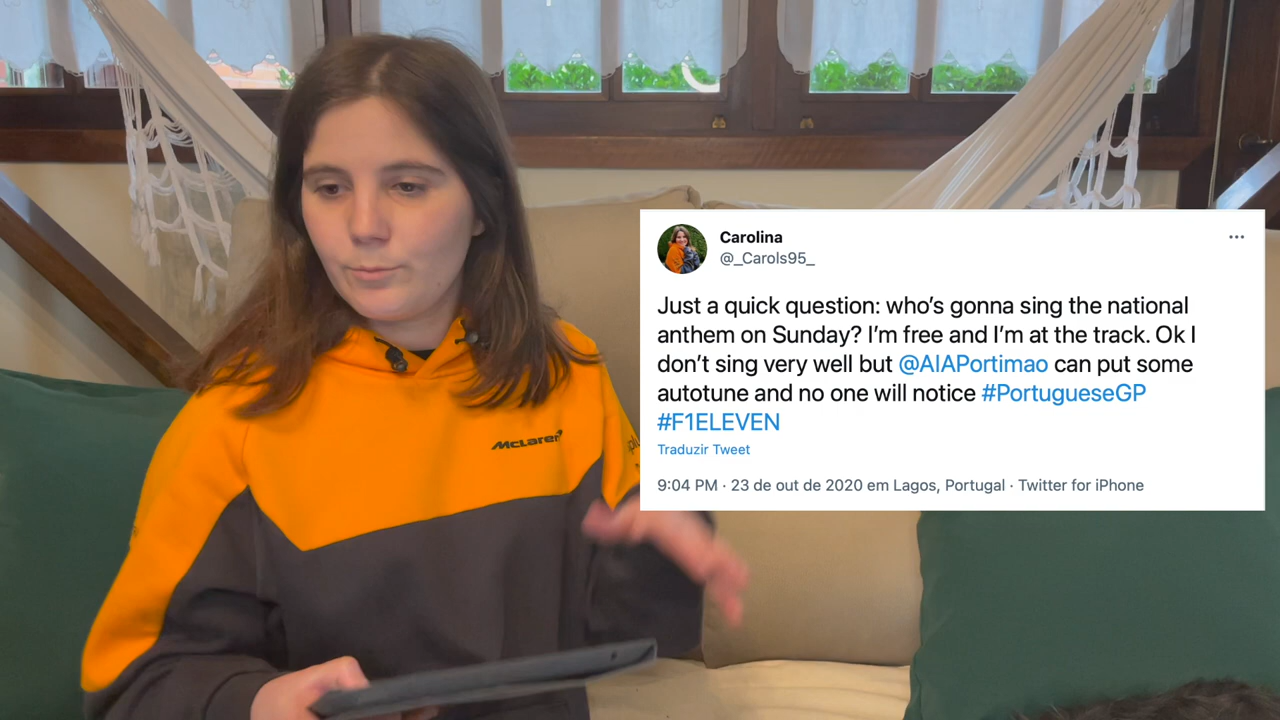 Carolina
@_Carols95_
Just a quick question: who's gonna sing the national
anthem on Sunday? I'm free and I'm at the track. Ok I
don't sing very well but @AIAPortimao can put some
autotune and no one will notice #PortugueseGP
#F1ELEVEN
Traduzir Tweet
9:04 PM · 23 de out de 2020 em Lagos, Portugal · Twitter for iPhone
McLaren